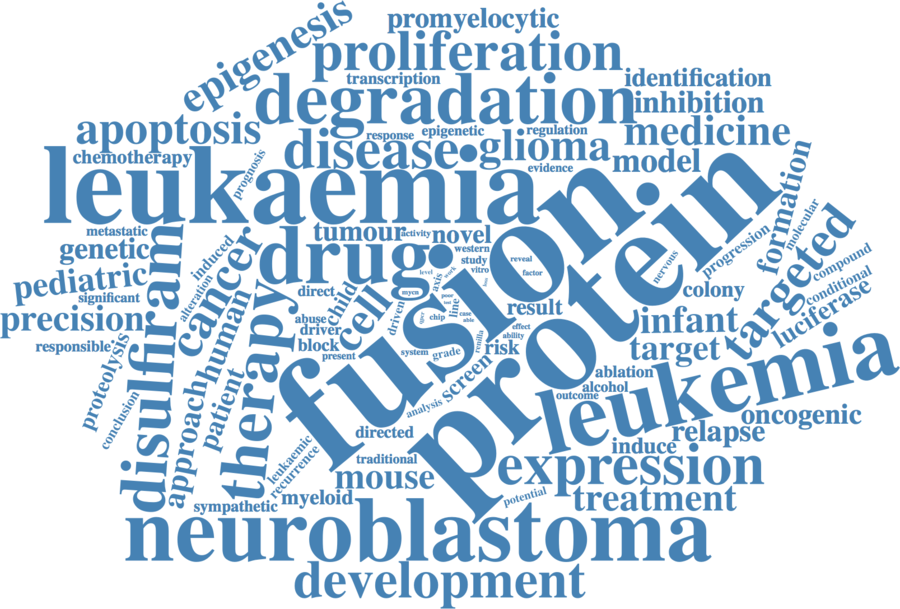 promyelocytic
epigenesis
proliferation
transcription
identification
degradation
inhibition
apoptosis
response
epigenetic
regulation
medicine
chemotherapy
disease
glioma
evidence
model
prognosis
leukaemia
fusion
protein
formation
molecular
metastatic
genetic
tumour
activity
novel
western
study
vitro
reveal
factor
nervous
progression
targeted
compound
conditional
luciferase
pediatric
significant
precision
responsible
disulfiram
cancer
induced
alteration
human
drug
level
work
axis
mycn
direct
child
cell
driven
abuse
driver
block
present
chip
line
case
able
result
effect
ability
risk
renilla
system
grade
screen
analysis
colony
infant
target
ablation
alcohol
outcome
leukemia
oncogenic
relapse
induce
proteolysis
conclusion
approach
patient
therapy
directed
traditional
leukaemic
recurrence
mouse
expression
potential
treatment
sympathetic
myeloid
neuroblastoma
development